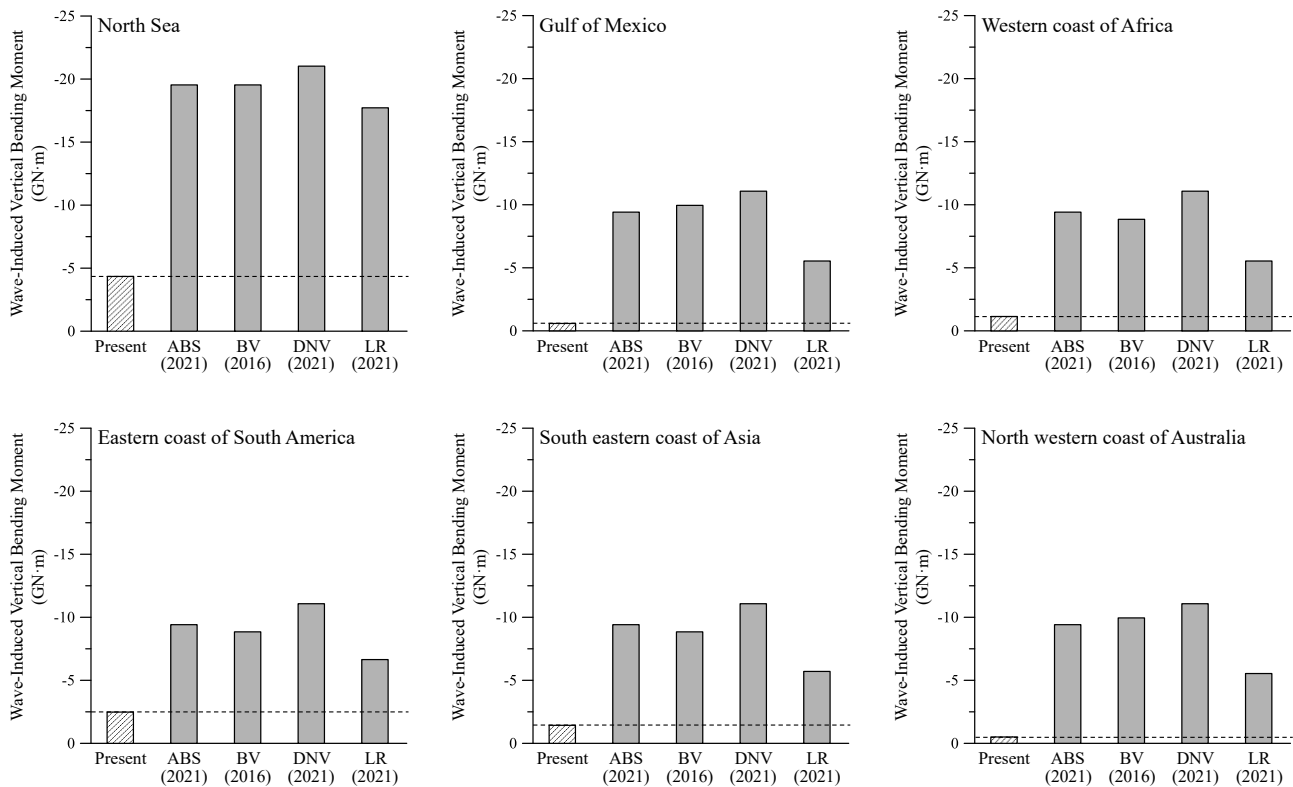 North Sea
Wave-Induced Vertical Bending Moment
(GN·m)
-25
-20
-15
-10
-5
0
Present
ABS
(2021)
BV
(2016)
DNV
(2021)
LR
(2021)
Gulf of Mexico
Wave-Induced Vertical Bending Moment
(GN·m)
-25
-20
-15
-10
-5
0
Present
ABS
(2021)
BV
(2016)
DNV
(2021)
LR
(2021)
Western coast of Africa
Wave-Induced Vertical Bending Moment
(GN·m)
-25
-20
-15
-10
-5
0
Present
ABS
(2021)
BV
(2016)
DNV
(2021)
LR
(2021)
Eastern coast of South America
Wave-Induced Vertical Bending Moment
(GN·m)
-25
-20
-15
-10
-5
0
Present
ABS
(2021)
BV
(2016)
DNV
(2021)
LR
(2021)
South eastern coast of Asia
Wave-Induced Vertical Bending Moment
(GN·m)
-25
-20
-15
-10
-5
0
Present
ABS
(2021)
BV
(2016)
DNV
(2021)
LR
(2021)
North western coast of Australia
Wave-Induced Vertical Bending Moment
(GN·m)
-25
-20
-15
-10
-5
0
Present
ABS
(2021)
BV
(2016)
DNV
(2021)
LR
(2021)